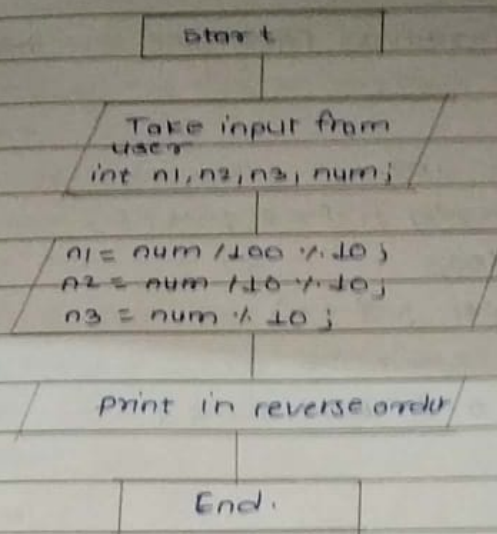 Start
Take input from
user
int n1, n2, n3, num;
n1 = num /100 % 10;
n2 = num /10 % 10;
n3 = num % 10;
print in reverse order
End.